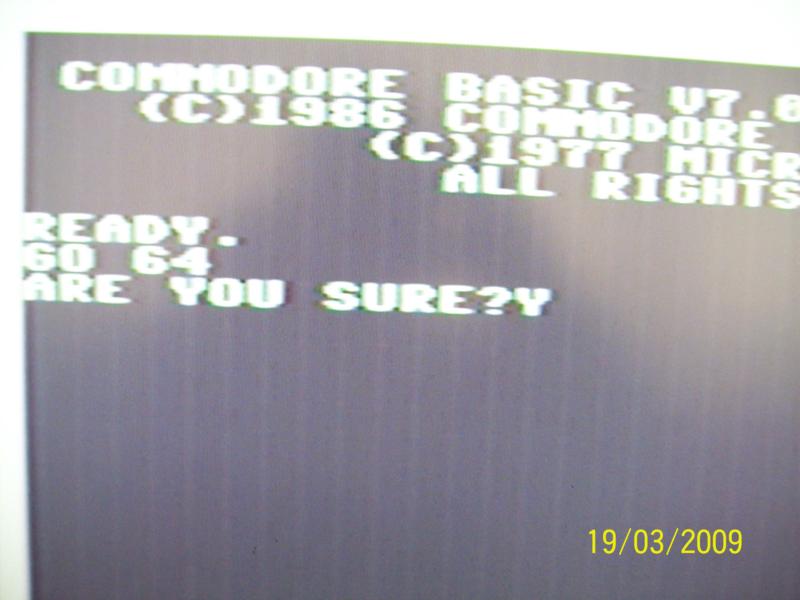 COMMODORE BASIC V7.0
(C)1986 COMMODORE
(C)1977 MICR
ALL RIGHTS
READY.
GO 64
ARE YOU SURE?Y
19/03/2009